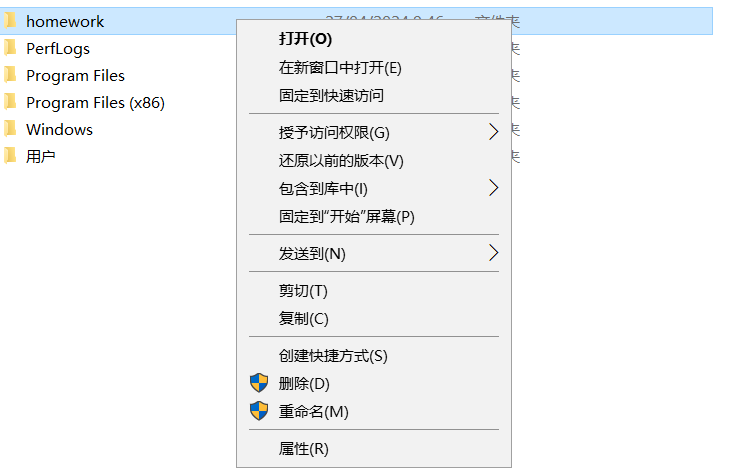 homework
PerfLogs
Program Files
Program Files (x86)
Windows
用户
打开(O)
在新窗口中打开(E)
固定到快速访问
授予访问权限(G)
还原以前的版本(V)
包含到库中(I)
固定到“开始”屏幕(P)
发送到(N)
剪切(T)
复制(C)
创建快捷方式(S)
删除(D)
重命名(M)
属性(R)